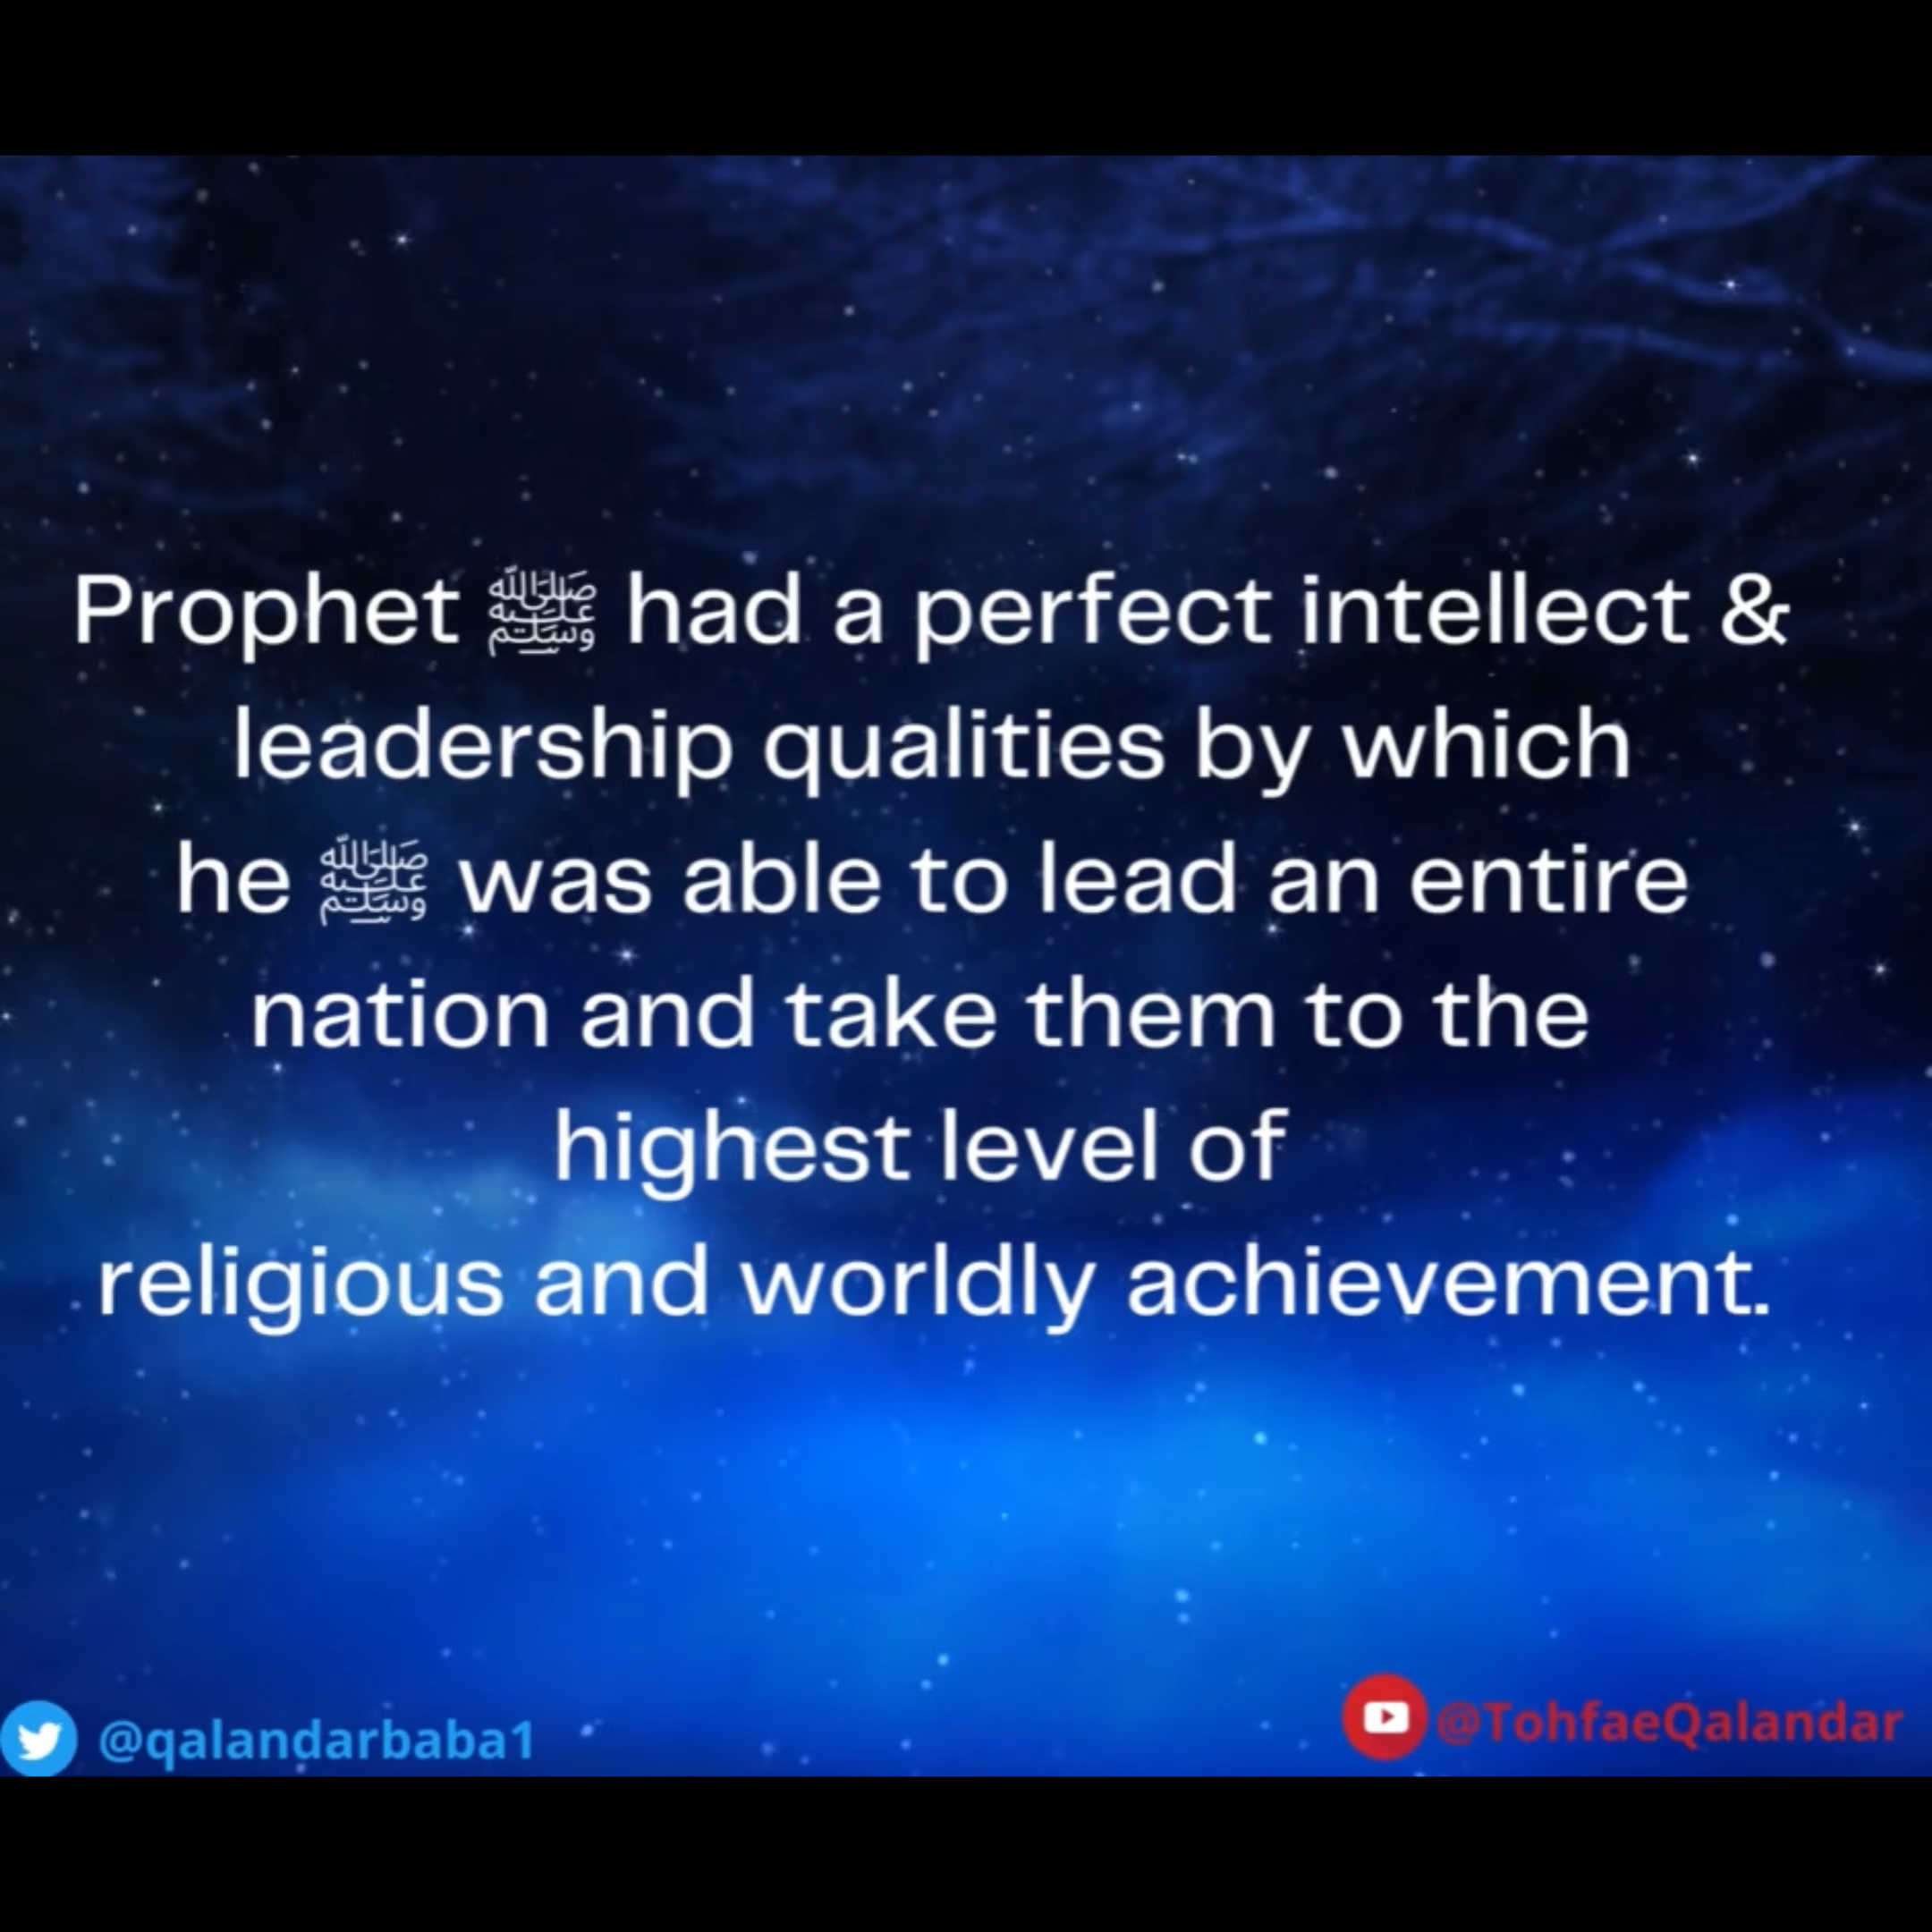 Prophet ﷺ had a perfect intellect &
leadership qualities by which
he ﷺ was able to lead an entire
nation and take them to the
highest level of
religious and worldly achievement.
@qalandarbaba1
@TohfaeQalandar